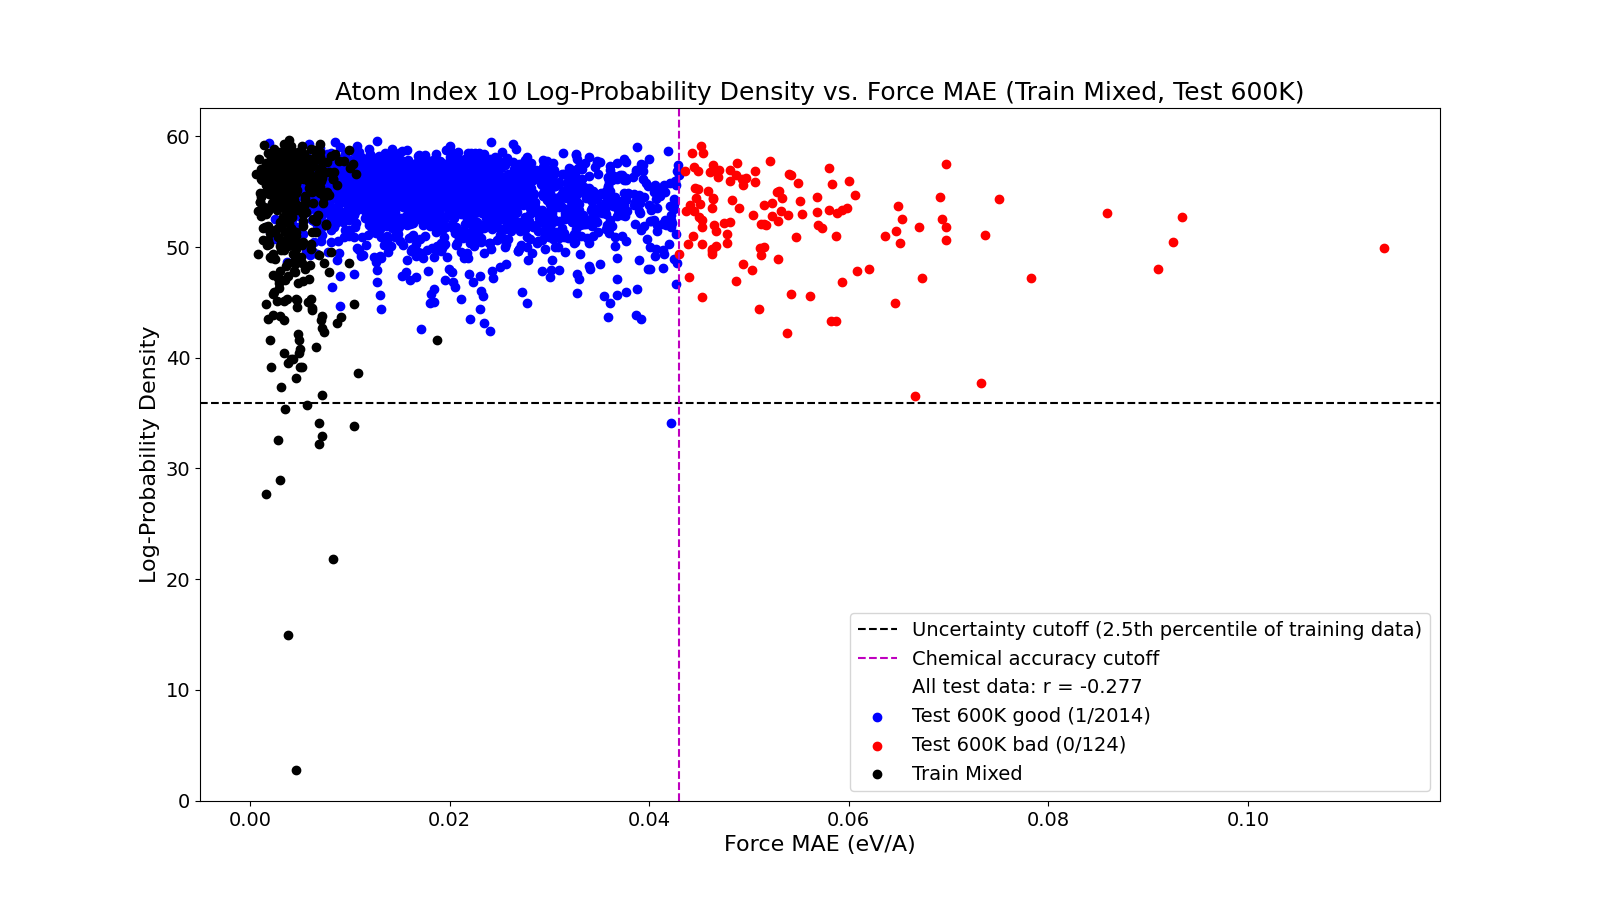 Atom Index 10 Log-Probability Density vs. Force MAE (Train Mixed, Test 600K)
Log-Probability Density
60
50
40
30
20
10
0
0.00 0.02 0.04 0.06 0.08 0.10
Force MAE (eV/A)
Uncertainty cutoff (2.5th percentile of training data)
Chemical accuracy cutoff
All test data: r = -0.277
Test 600K good (1/2014)
Test 600K bad (0/124)
Train Mixed